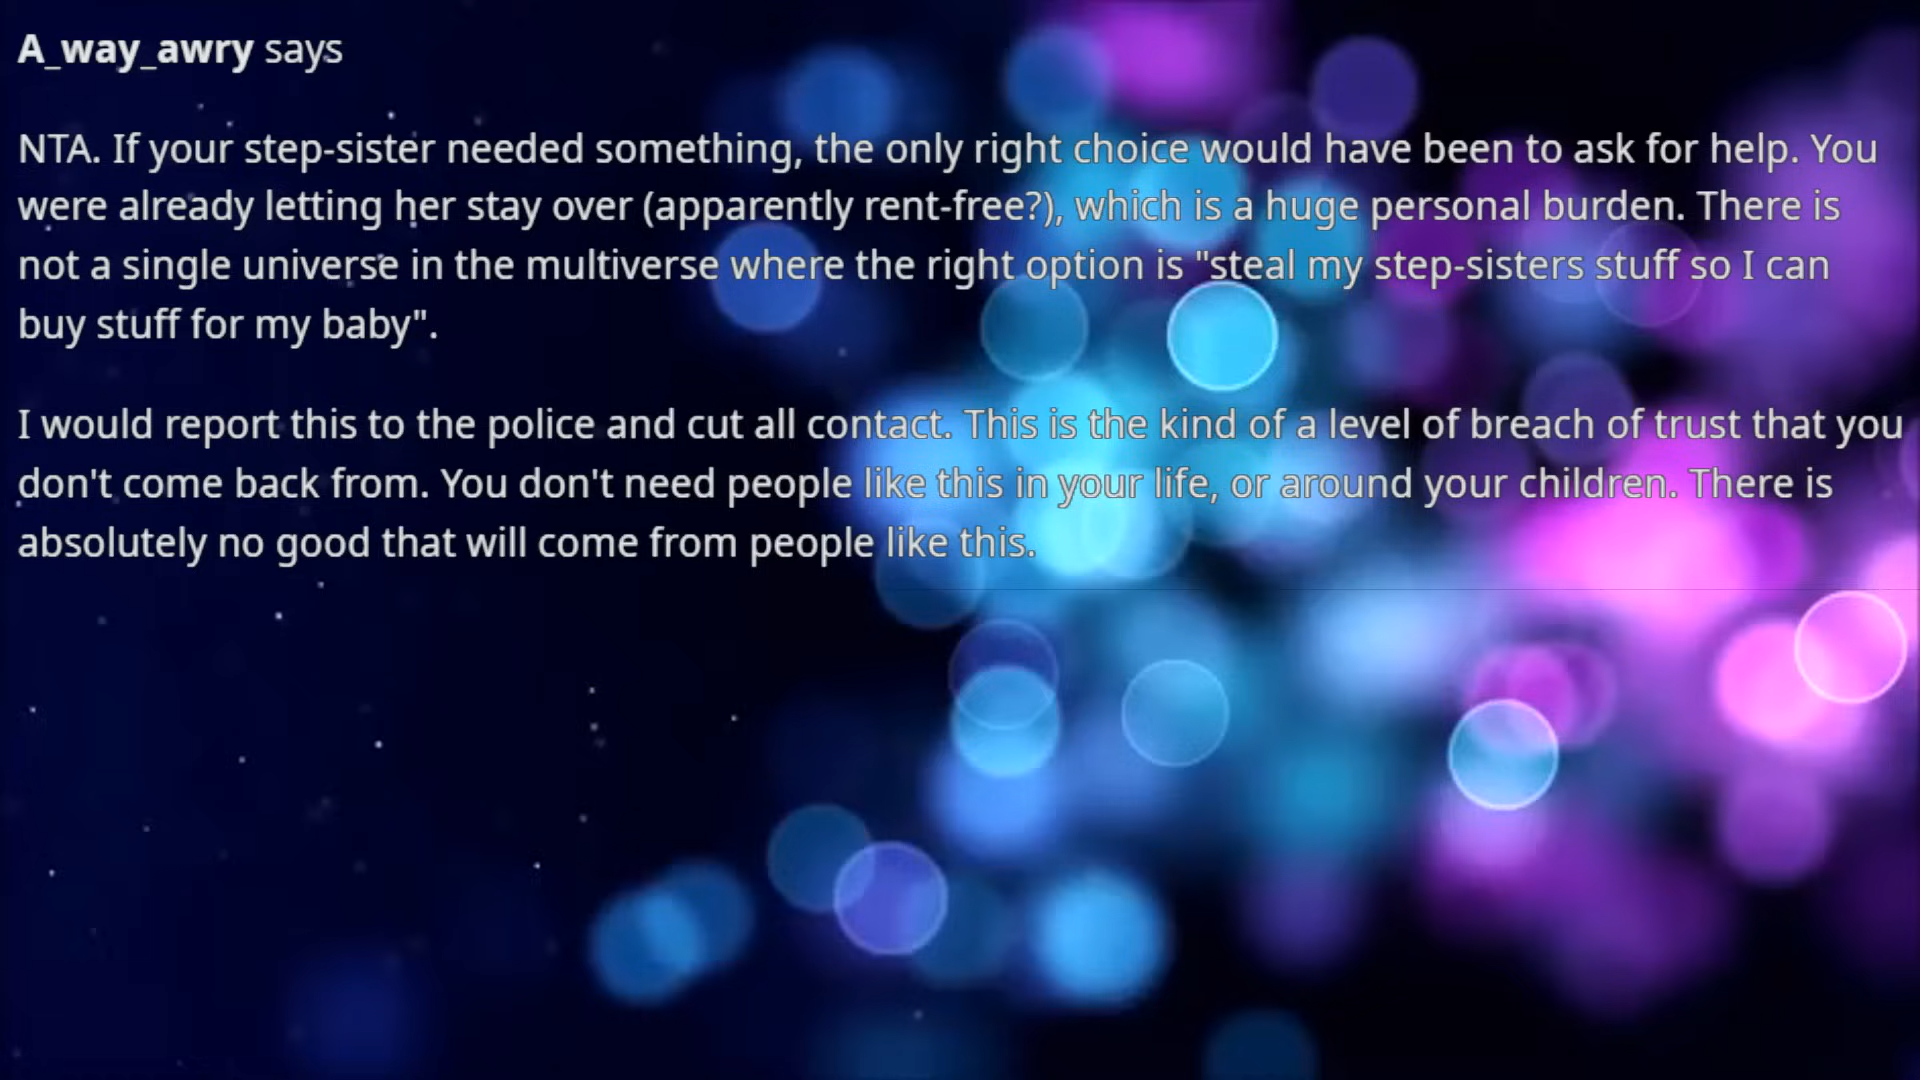 A_way_awry says
NTA. If your step-sister needed something, the only right choice would have been to ask for help. You
were already letting her stay over (apparently rent-free?), which is a huge personal burden. There is
not a single universe in the multiverse where the right option is "steal my step-sisters stuff so I can
buy stuff for my baby".
I would report this to the police and cut all contact. This is the kind of a level of breach of trust that you
don't come back from. You don't need people like this in your life, or around your children. There is
absolutely no good that will come from people like this.